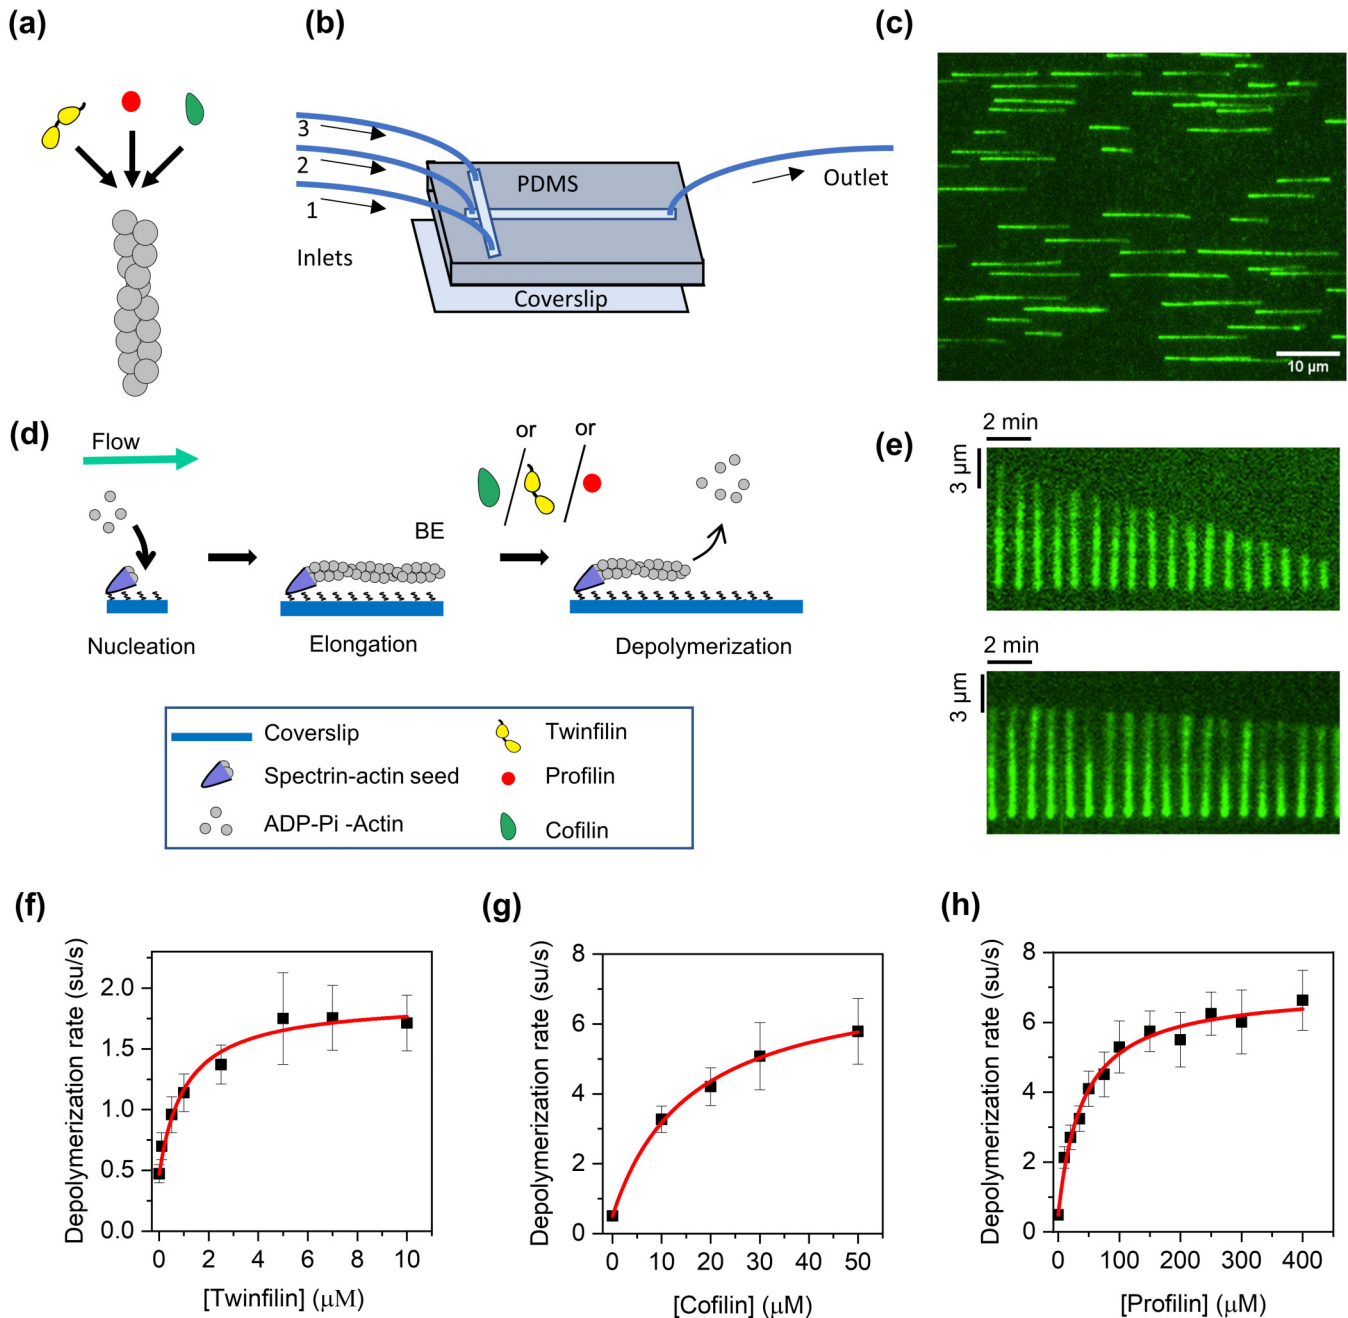 (a)
(b)
3
2
1
Inlets
PDMS
Coverslip
Outlet
(c)
10 µm
(d)
Flow
or
or
BE
Nucleation
Elongation
Depolymerization
Coverslip
Twinfilin
Spectrin-actin seed
Profilin
ADP-Pi -Actin
Cofilin
(e)
2 min
3 µm
2 min
3 µm
(f)
Depolymerization rate (su/s)
2.0
1.5
1.0
0.5
0.0
0 2 4 6 8 10
[Twinfilin] (µM)
(g)
Depolymerization rate (su/s)
8
6
4
2
0
0 10 20 30 40 50
[Cofilin] (µM)
(h)
Depolymerization rate (su/s)
8
6
4
2
0
0 100 200 300 400
[Profilin] (µM)